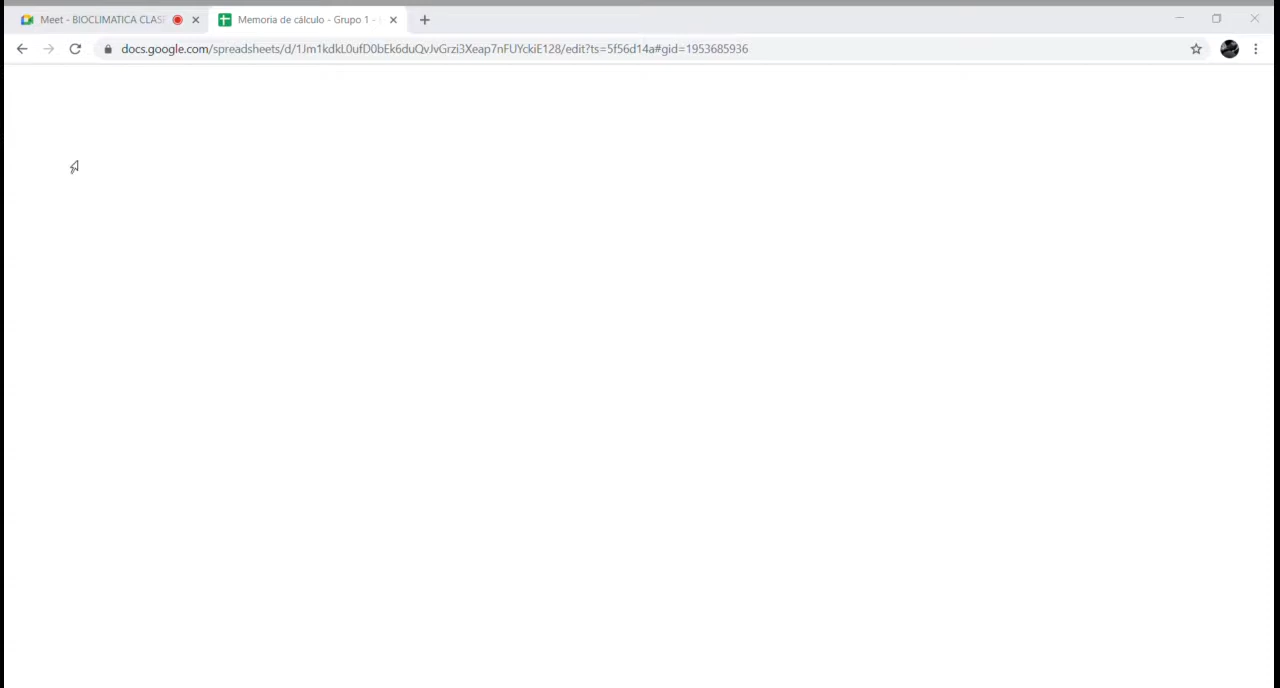 Meet - BIOCLIMATICA CLAS
Memoria de cálculo - Grupo 1 -
docs.google.com/spreadsheets/d/1Jm1kdkL0ufD0bEk6duQvJvGrzi3Xeap7nFUYckiE128/edit?ts=5f56d14a#gid=1953685936